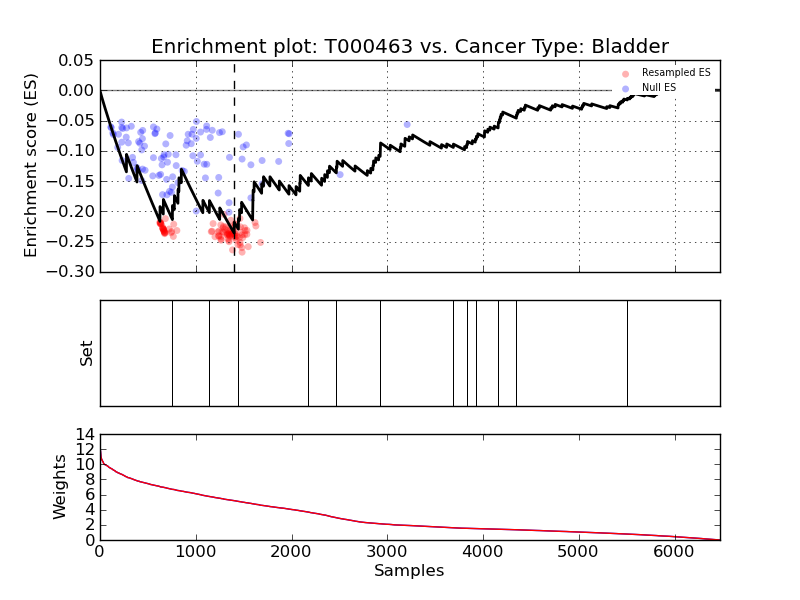 Enrichment plot: T000463 vs. Cancer Type: Bladder
Enrichment score (ES)
0.05
0.00
−0.05
−0.10
−0.15
−0.20
−0.25
−0.30
Resampled ES
Null ES
Set
Weights
14
12
10
8
6
4
2
0
0 1000 2000 3000 4000 5000 6000
Samples